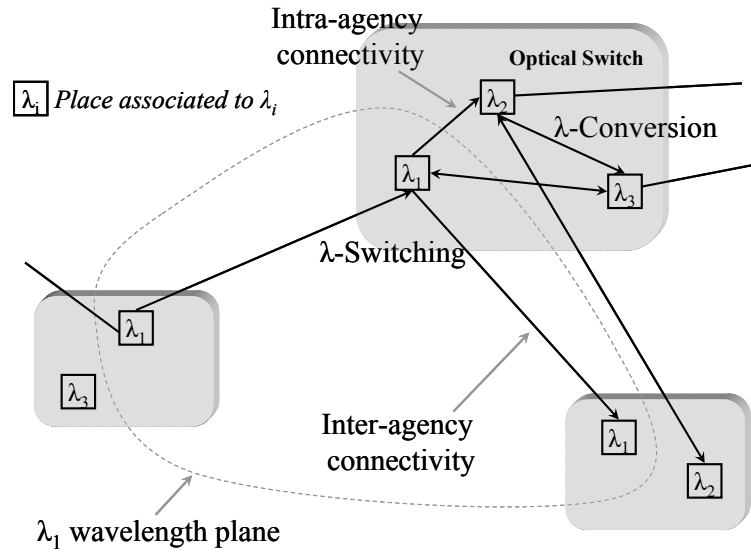 Intra-agency
connectivity
Optical Switch
λi Place associated to λi
λ2
λ-Conversion
λ1
λ3
λ-Switching
λ1
λ3
Inter-agency
connectivity
λ1
λ2
λ1 wavelength plane